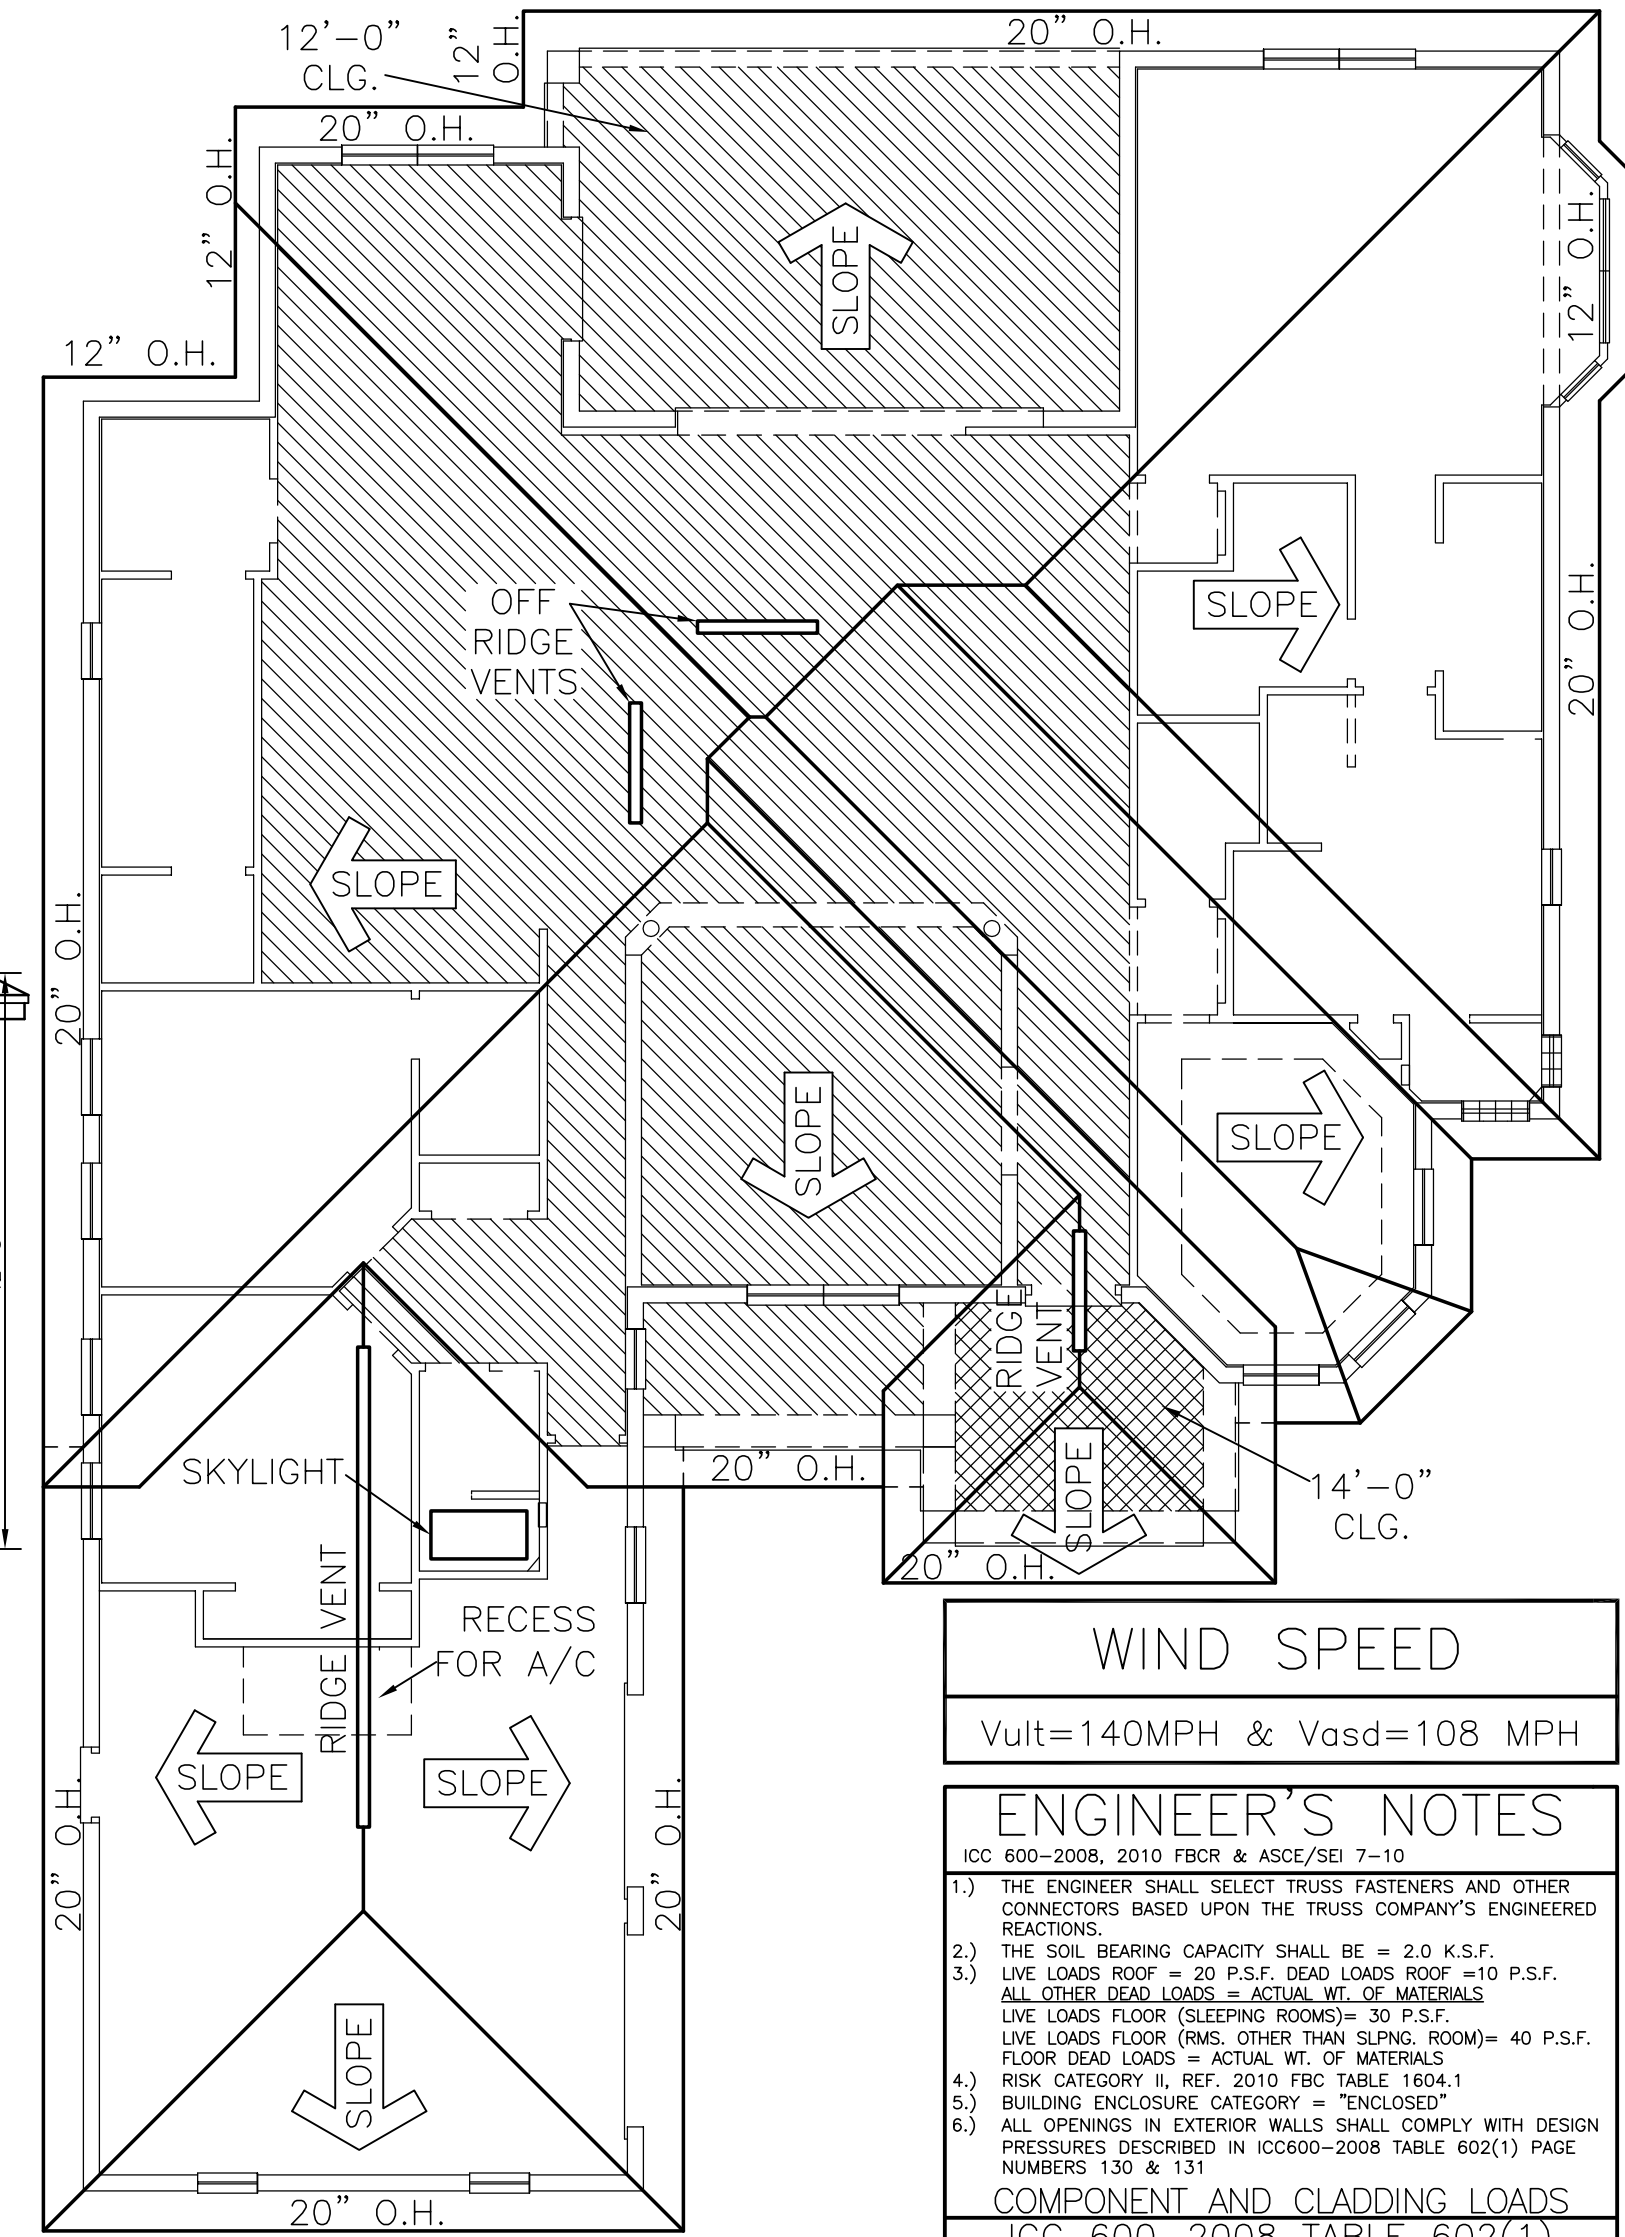 12'-0"
CLG.
12"
O.H.
20" O.H.
20" O.H.
12" O.H.
12" O.H.
12" O.H.
SLOPE
OFF
RIDGE
VENTS
SLOPE
20" O.H.
SLOPE
20" O.H.
SLOPE
SLOPE
RIDGE
VENT
SKYLIGHT
20" O.H.
SLOPE
14'-0"
CLG.
20" O.H.
RIDGE VENT
RECESS
FOR A/C
SLOPE
SLOPE
20" O.H.
20" O.H.
SLOPE
20" O.H.
WIND SPEED
Vult=140MPH & Vasd=108 MPH
ENGINEER'S NOTES
ICC 600-2008, 2010 FBCR & ASCE/SEI 7-10
1.) THE ENGINEER SHALL SELECT TRUSS FASTENERS AND OTHER
CONNECTORS BASED UPON THE TRUSS COMPANY'S ENGINEERED
REACTIONS.
2.) THE SOIL BEARING CAPACITY SHALL BE = 2.0 K.S.F.
3.) LIVE LOADS ROOF = 20 P.S.F. DEAD LOADS ROOF =10 P.S.F.
ALL OTHER DEAD LOADS = ACTUAL WT. OF MATERIALS
LIVE LOADS FLOOR (SLEEPING ROOMS)= 30 P.S.F.
LIVE LOADS FLOOR (RMS. OTHER THAN SLPNG. ROOM)= 40 P.S.F.
FLOOR DEAD LOADS = ACTUAL WT. OF MATERIALS
4.) RISK CATEGORY II, REF. 2010 FBC TABLE 1604.1
5.) BUILDING ENCLOSURE CATEGORY = "ENCLOSED"
6.) ALL OPENINGS IN EXTERIOR WALLS SHALL COMPLY WITH DESIGN
PRESSURES DESCRIBED IN ICC600-2008 TABLE 602(1) PAGE
NUMBERS 130 & 131
COMPONENT AND CLADDING LOADS
ICC 600-2008 TABLE 602(1)